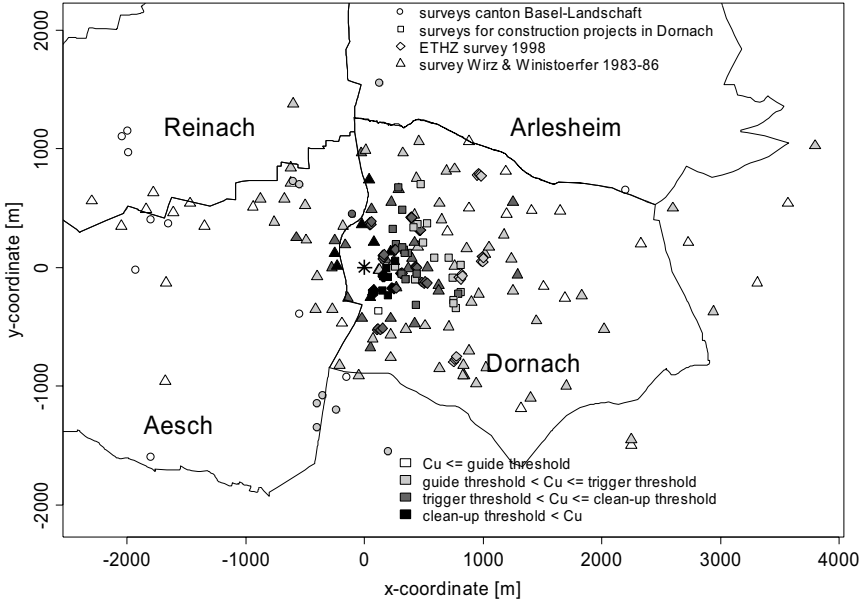 surveys canton Basel-Landschaft
surveys for construction projects in Dornach
ETHZ survey 1998
survey Wirz & Winistoerfer 1983-86
Reinach
Arlesheim
Dornach
Aesch
Cu <= guide threshold
guide threshold < Cu <= trigger threshold
trigger threshold < Cu <= clean-up threshold
clean-up threshold < Cu
2000
1000
0
-1000
-2000
y-coordinate [m]
-2000 -1000 0 1000 2000 3000 4000
x-coordinate [m]